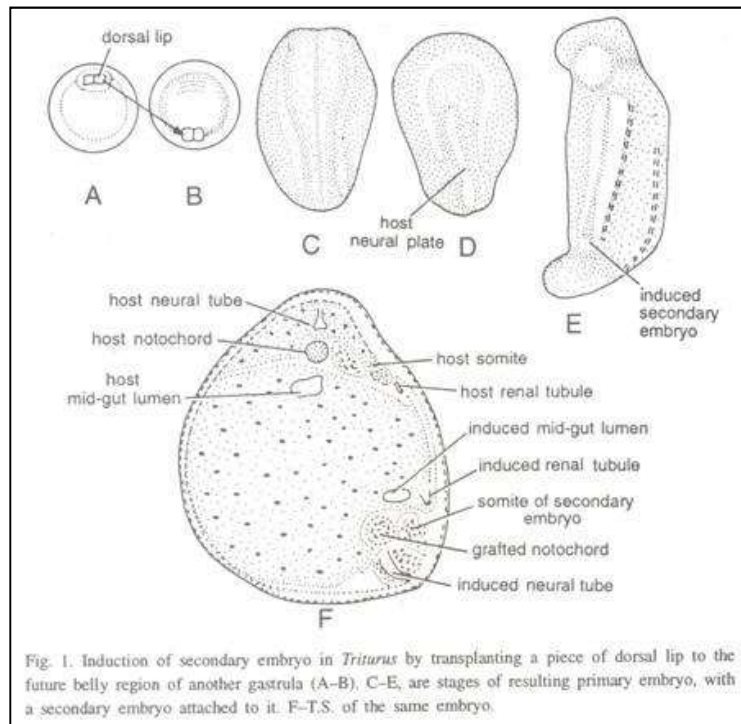 dorsal lip
A
B
C
host
neural plate
D
E
induced
secondary
embryo
host neural tube
host notochord
host
mid-gut lumen
host somite
host renal tubule
induced mid-gut lumen
induced renal tubule
somite of secondary
embryo
grafted notochord
induced neural tube
F
Fig. 1. Induction of secondary embryo in Triturus by transplanting a piece of dorsal lip to the
future belly region of another gastrula (A–B). C–E, are stages of resulting primary embryo, with
a secondary embryo attached to it. F–T.S. of the same embryo.